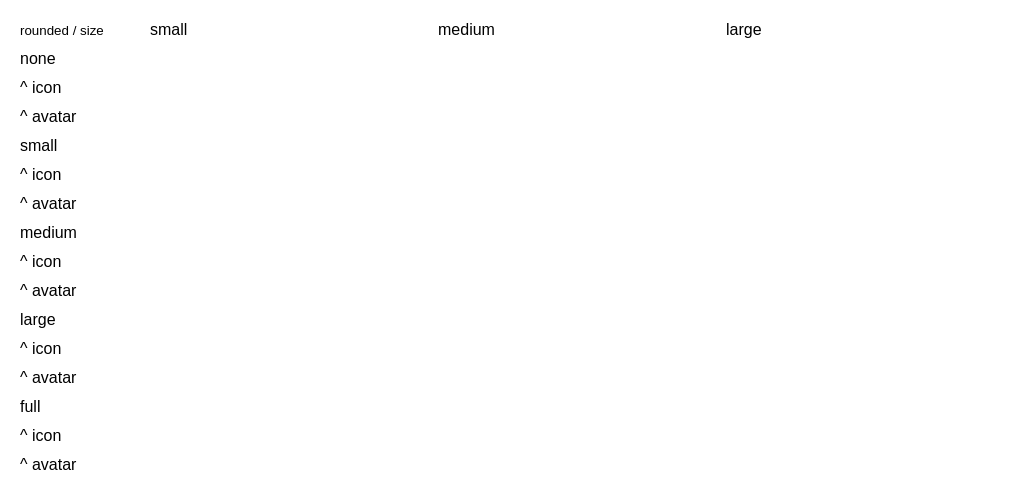 rounded / size small medium large
none
^ icon
^ avatar
small
^ icon
^ avatar
medium
^ icon
^ avatar
large
^ icon
^ avatar
full
^ icon
^ avatar